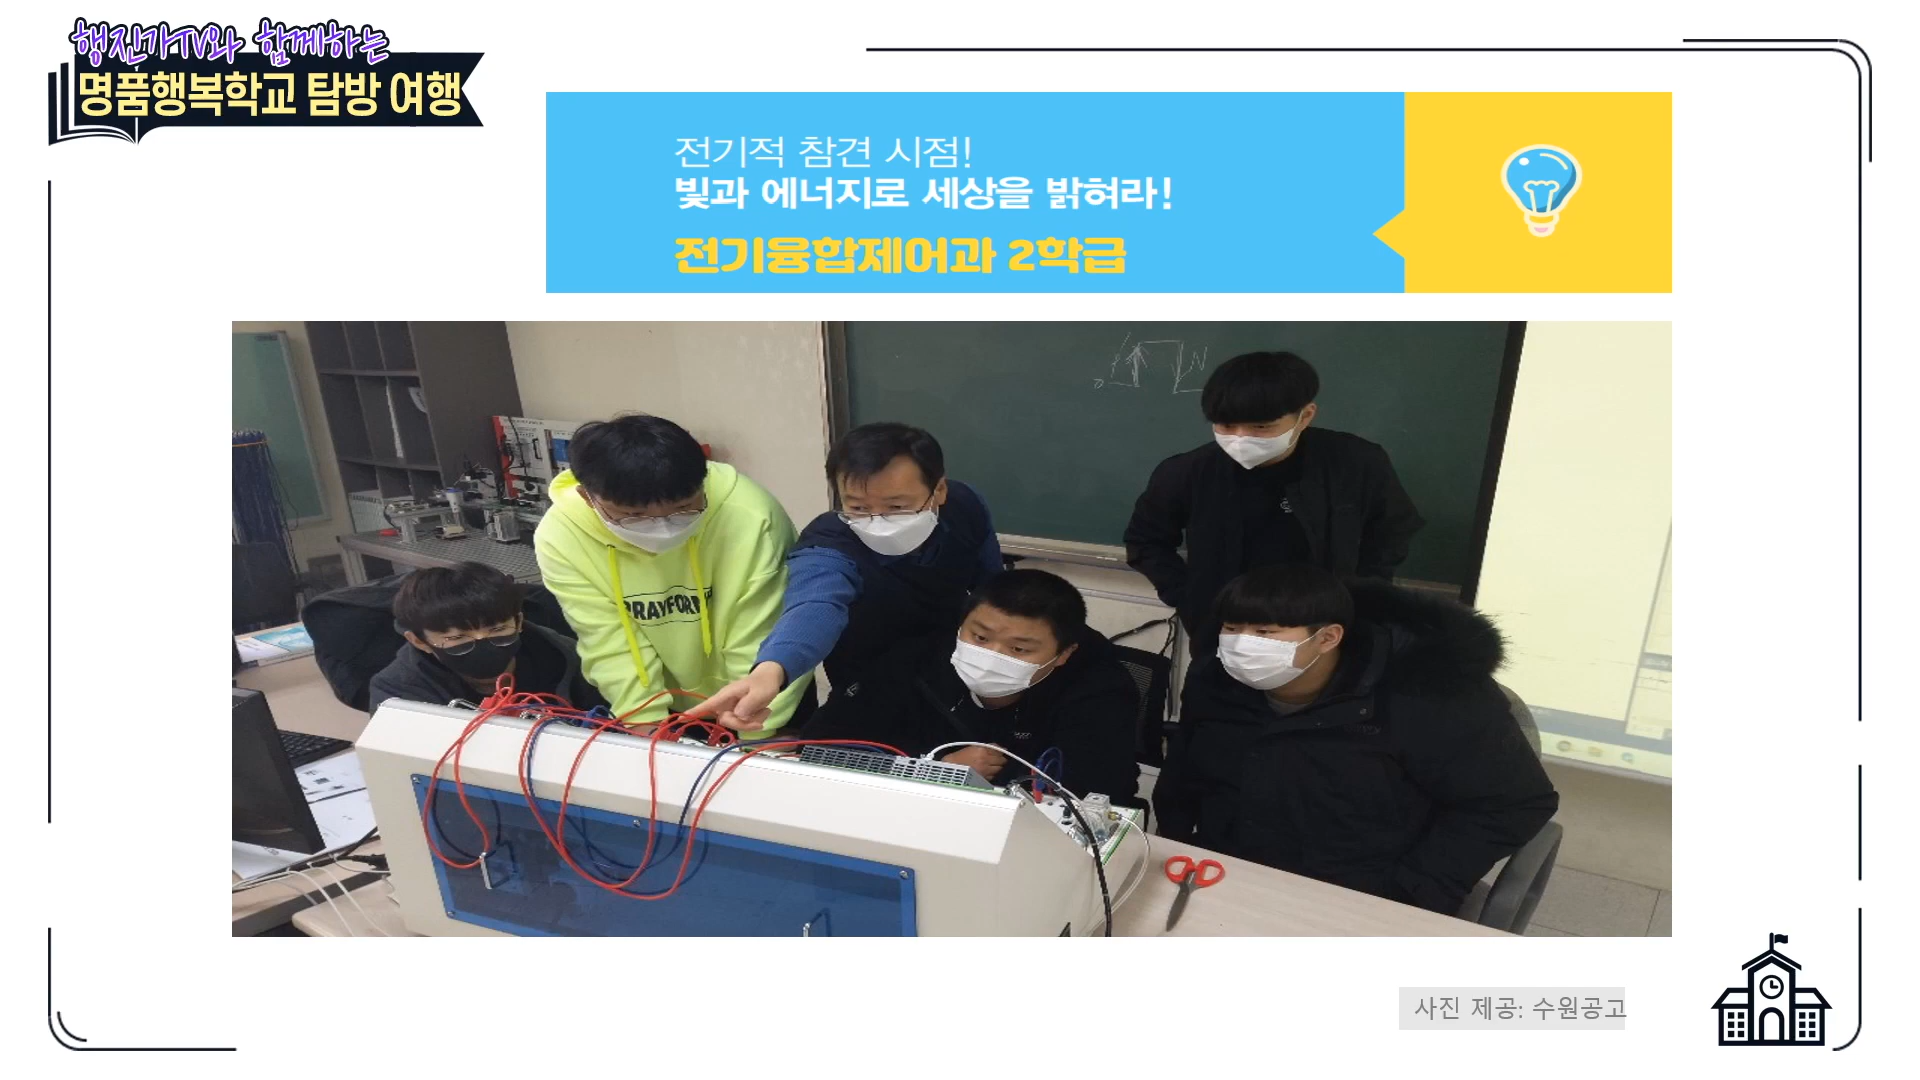 행진가TV와 함께하는
명품행복학교 탐방 여행
전기적 참견 시점!
빛과 에너지로 세상을 밝혀라!
전기융합제어과 2학급
N
사진 제공: 수원공고